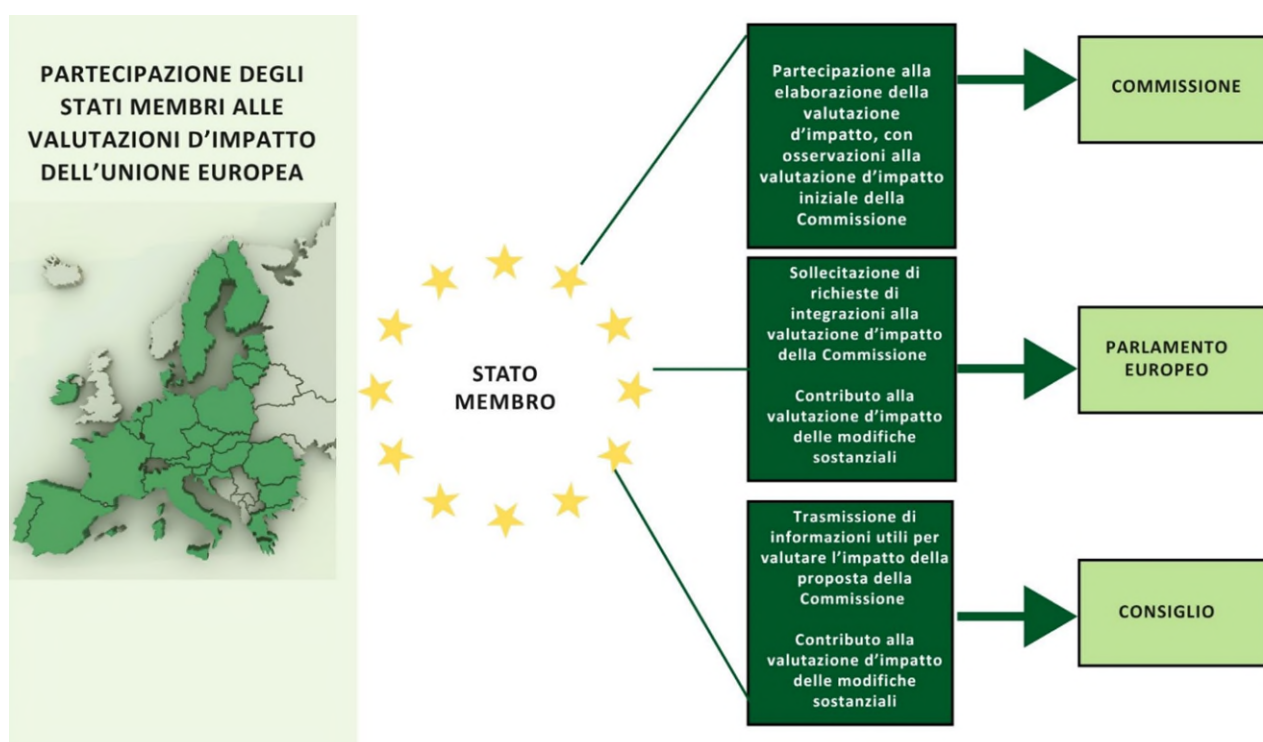 PARTECIPAZIONE DEGLI
STATI MEMBRI ALLE
VALUTAZIONI D’IMPATTO
DELL’UNIONE EUROPEA
STATO
MEMBRO
Partecipazione alla
elaborazione della
valutazione
d’impatto, con
osservazioni alla
valutazione d’impatto
iniziale della
Commissione
COMMISSIONE
Sollecitazione di
richieste di
integrazioni alla
valutazione d’impatto
della Commissione
Contributo alla
valutazione d’impatto
delle modifiche
sostanziali
PARLAMENTO
EUROPEO
Trasmissione di
informazioni utili per
valutare l’impatto della
proposta della
Commissione
Contributo alla
valutazione d’impatto
delle modifiche
sostanziali
CONSIGLIO